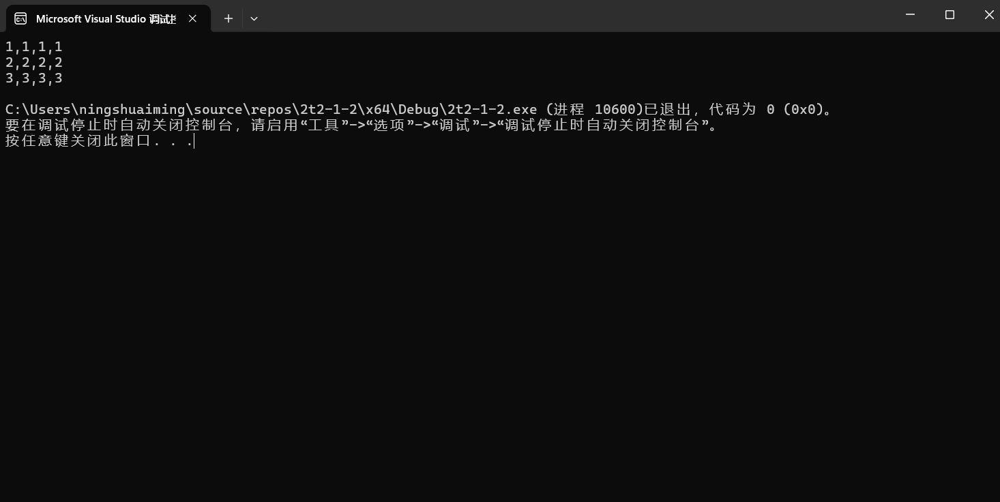 Microsoft Visual Studio 调试
1,1,1,1
2,2,2,2
3,3,3,3
C:\Users\ningshuaiming\source\repos\2t2-1-2\x64\Debug\2t2-1-2.exe (进程 10600)已退出，代码为 0 (0x0)。
要在调试停止时自动关闭控制台，请启用“工具”->“选项”->“调试”->“调试停止时自动关闭控制台”。
按任意键关闭此窗口. . .